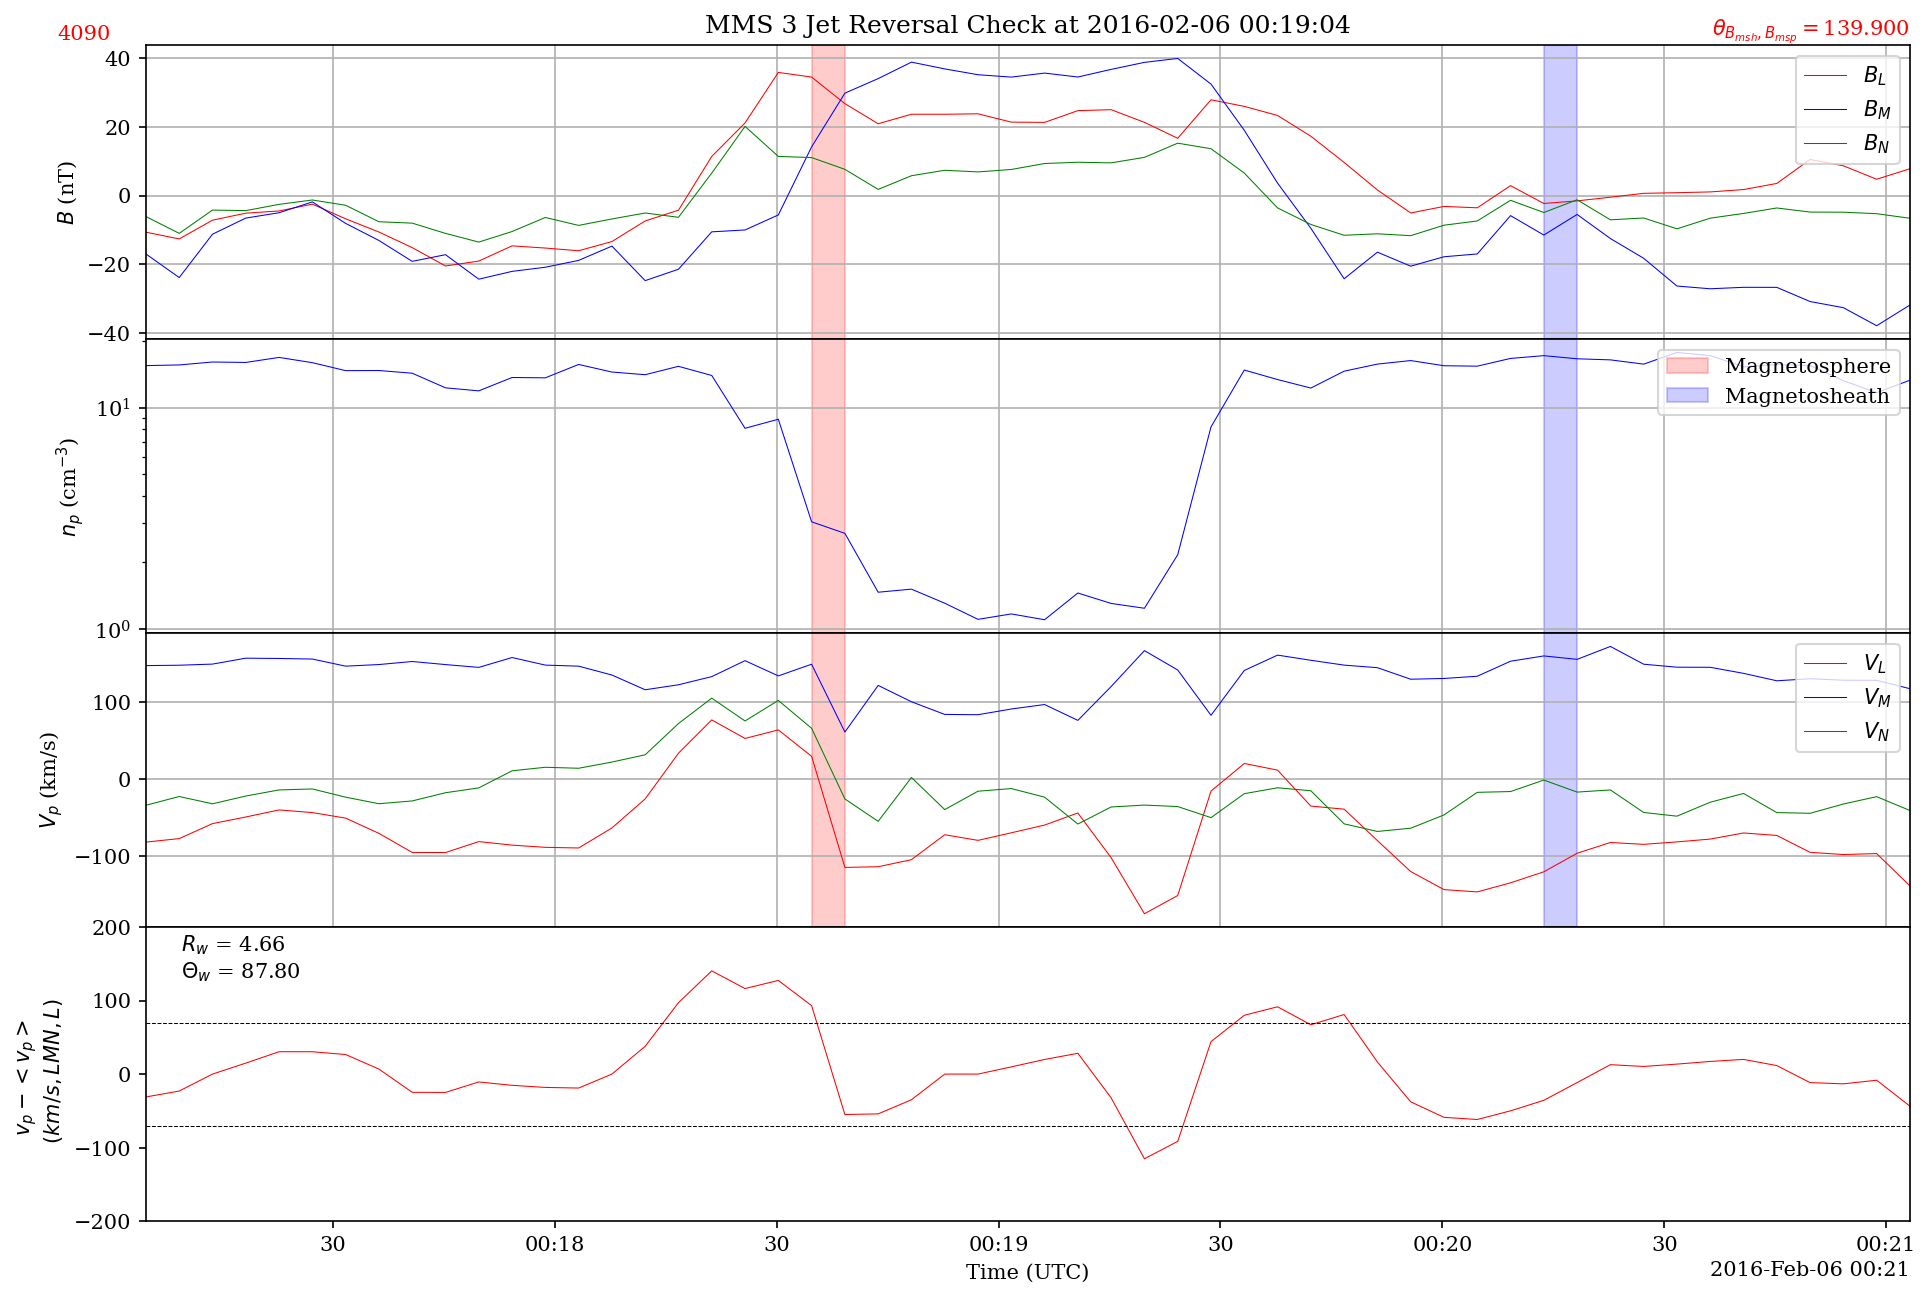 4090
MMS 3 Jet Reversal Check at 2016-02-06 00:19:04
θ_{B_{msh}, B_{msp}} = 139.900
40
20
0
−20
−40
B (nT)
B_L
B_M
B_N
10^1
10^0
n_p (cm^{−3})
Magnetosphere
Magnetosheath
100
0
−100
V_p (km/s)
V_L
V_M
V_N
200
100
0
−100
−200
v_p − < v_p >
(km/s, LMN, L)
R_w = 4.66
Θ_w = 87.80
30 00:18 30 00:19 30 00:20 30 00:21
Time (UTC)
2016-Feb-06 00:21